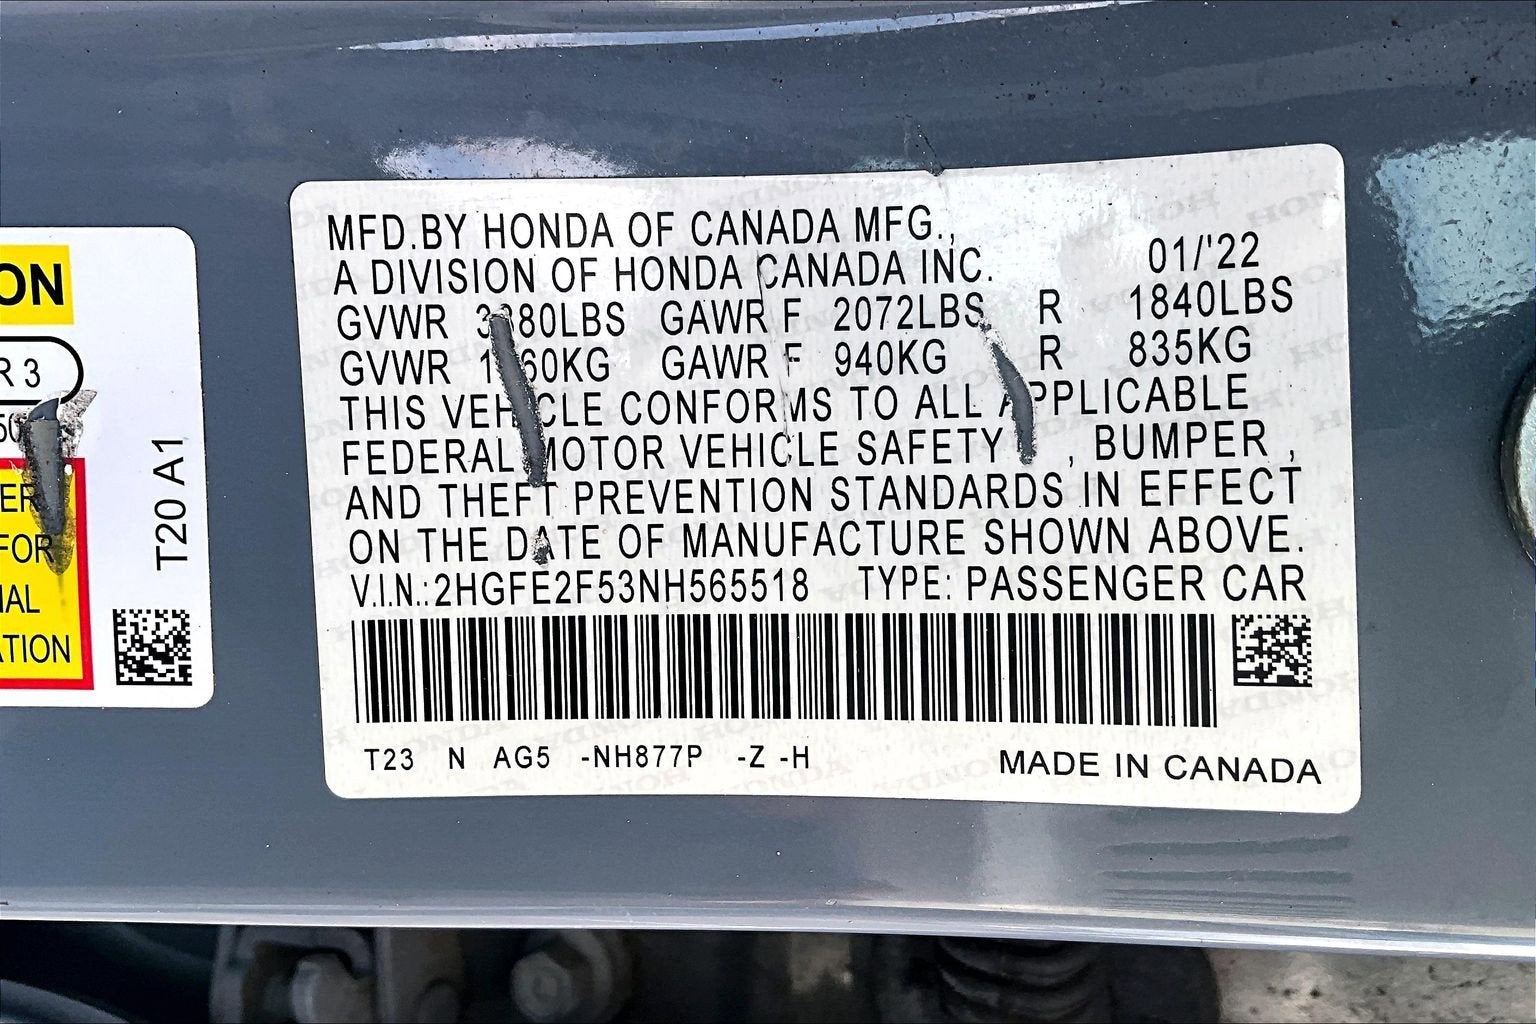 ON
R 3
FOR
T20 A1
MFD.BY HONDA OF CANADA MFG.,
A DIVISION OF HONDA CANADA INC. 01/'22
GVWR GAWR F 2072LBS R 1840LBS
GVWR GAWR F 940KG R 835KG
THIS VEHICLE CONFORMS TO ALL APPLICABLE
FEDERAL MOTOR VEHICLE SAFETY , BUMPER ,
AND THEFT PREVENTION STANDARDS IN EFFECT
ON THE DATE OF MANUFACTURE SHOWN ABOVE.
V.I.N.:2HGFE2F53NH565518 TYPE: PASSENGER CAR
T23 N AG5 -NH877P -Z -H MADE IN CANADA